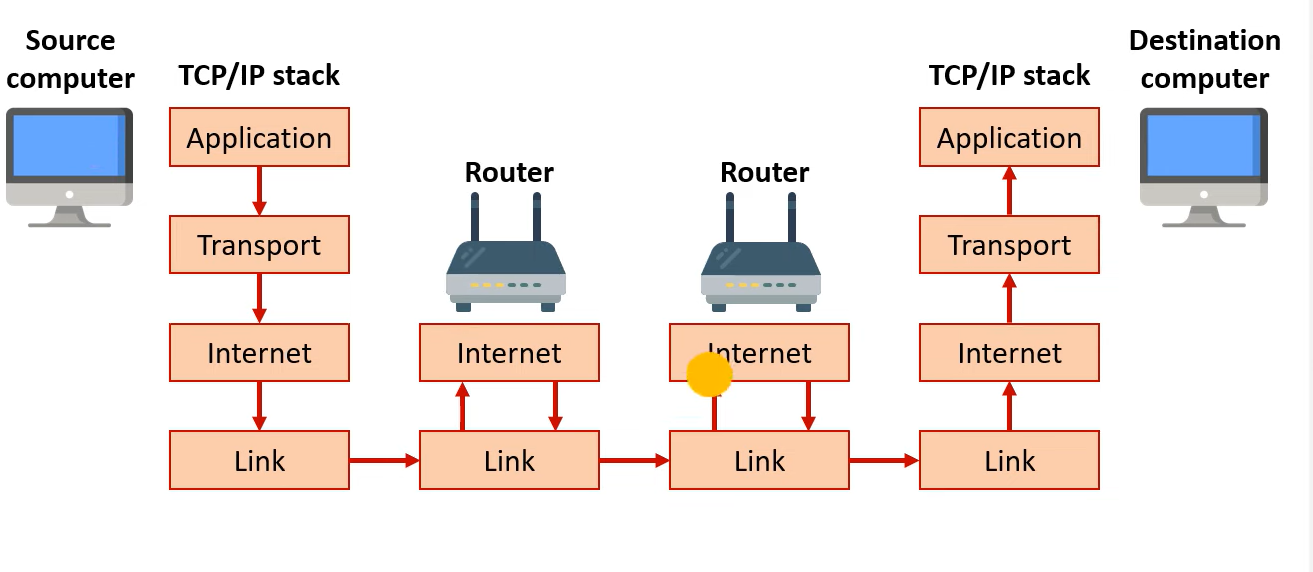 Source
computer
TCP/IP stack
Application
Transport
Internet
Link
Router
Internet
Link
Router
Internet
Link
TCP/IP stack
Application
Transport
Internet
Link
Destination
computer